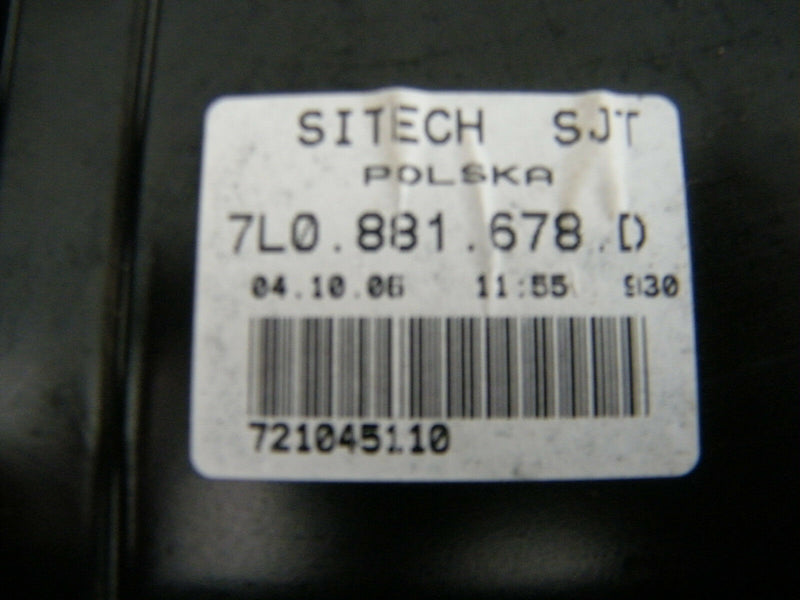 SITECH SJT
POLSKA
7L0.881.678.D
04.10.06 11:55 930
721045110